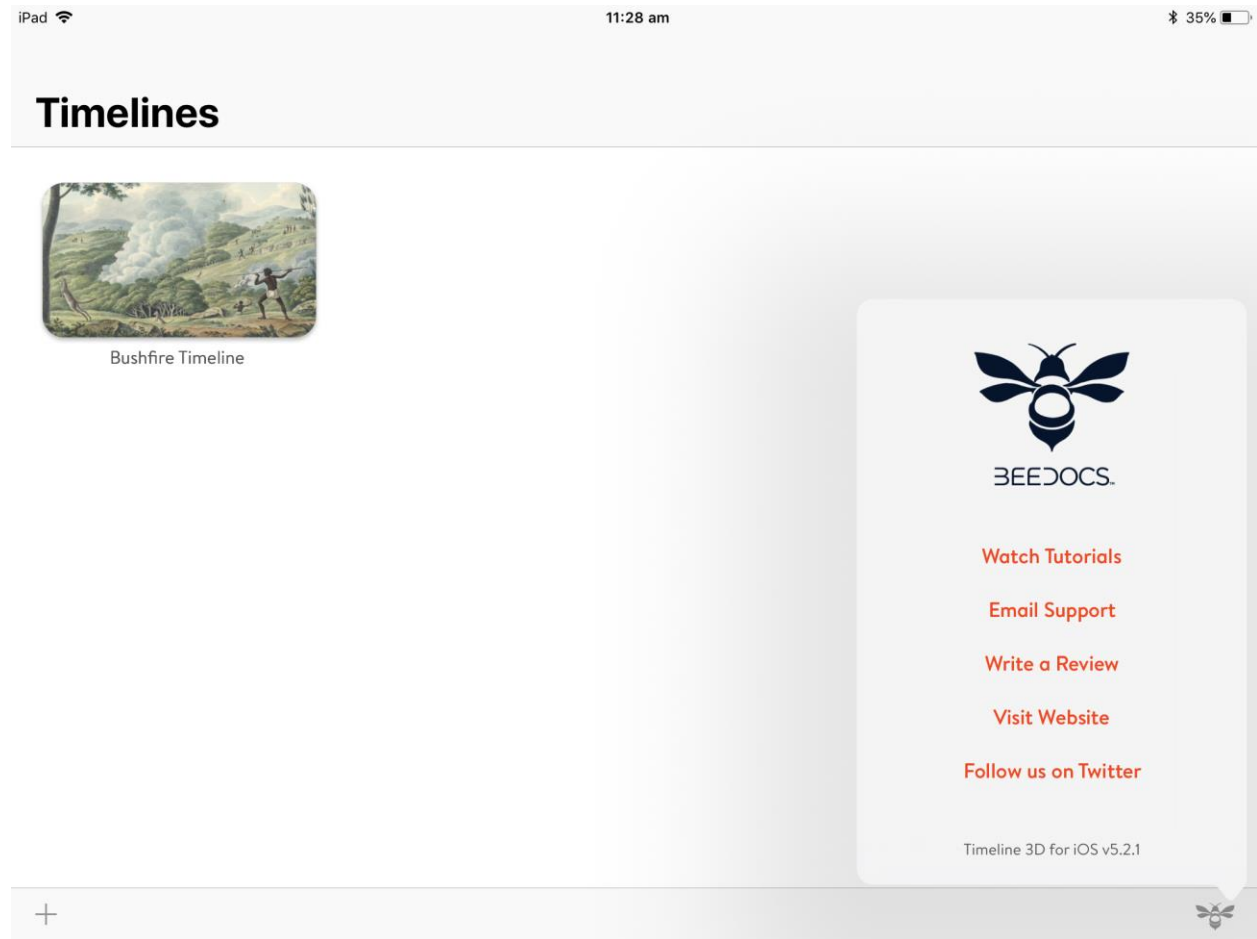 iPad 11:28 am 35%
Timelines
Bushfire Timeline
BEEDOCS™
Watch Tutorials
Email Support
Write a Review
Visit Website
Follow us on Twitter
Timeline 3D for iOS v5.2.1